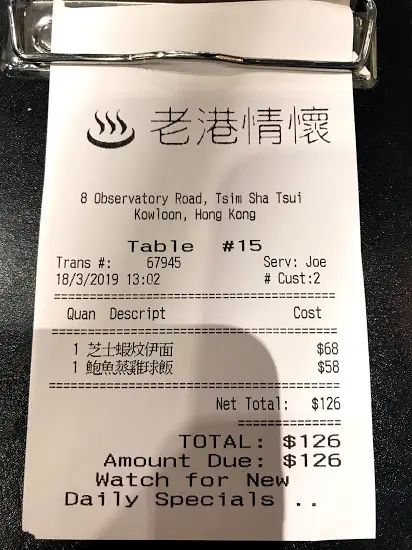 老港情懷
8 Observatory Road, Tsim Sha Tsui
Kowloon, Hong Kong
Table #15
Trans #: 67945 Serv: Joe
18/3/2019 13:02 # Cust:2
Quan Descript Cost
1 芝士蝦炆伊面 $68
1 鮑魚蒸雞球飯 $58
Net Total: $126
TOTAL: $126
Amount Due: $126
Watch for New
Daily Specials ..